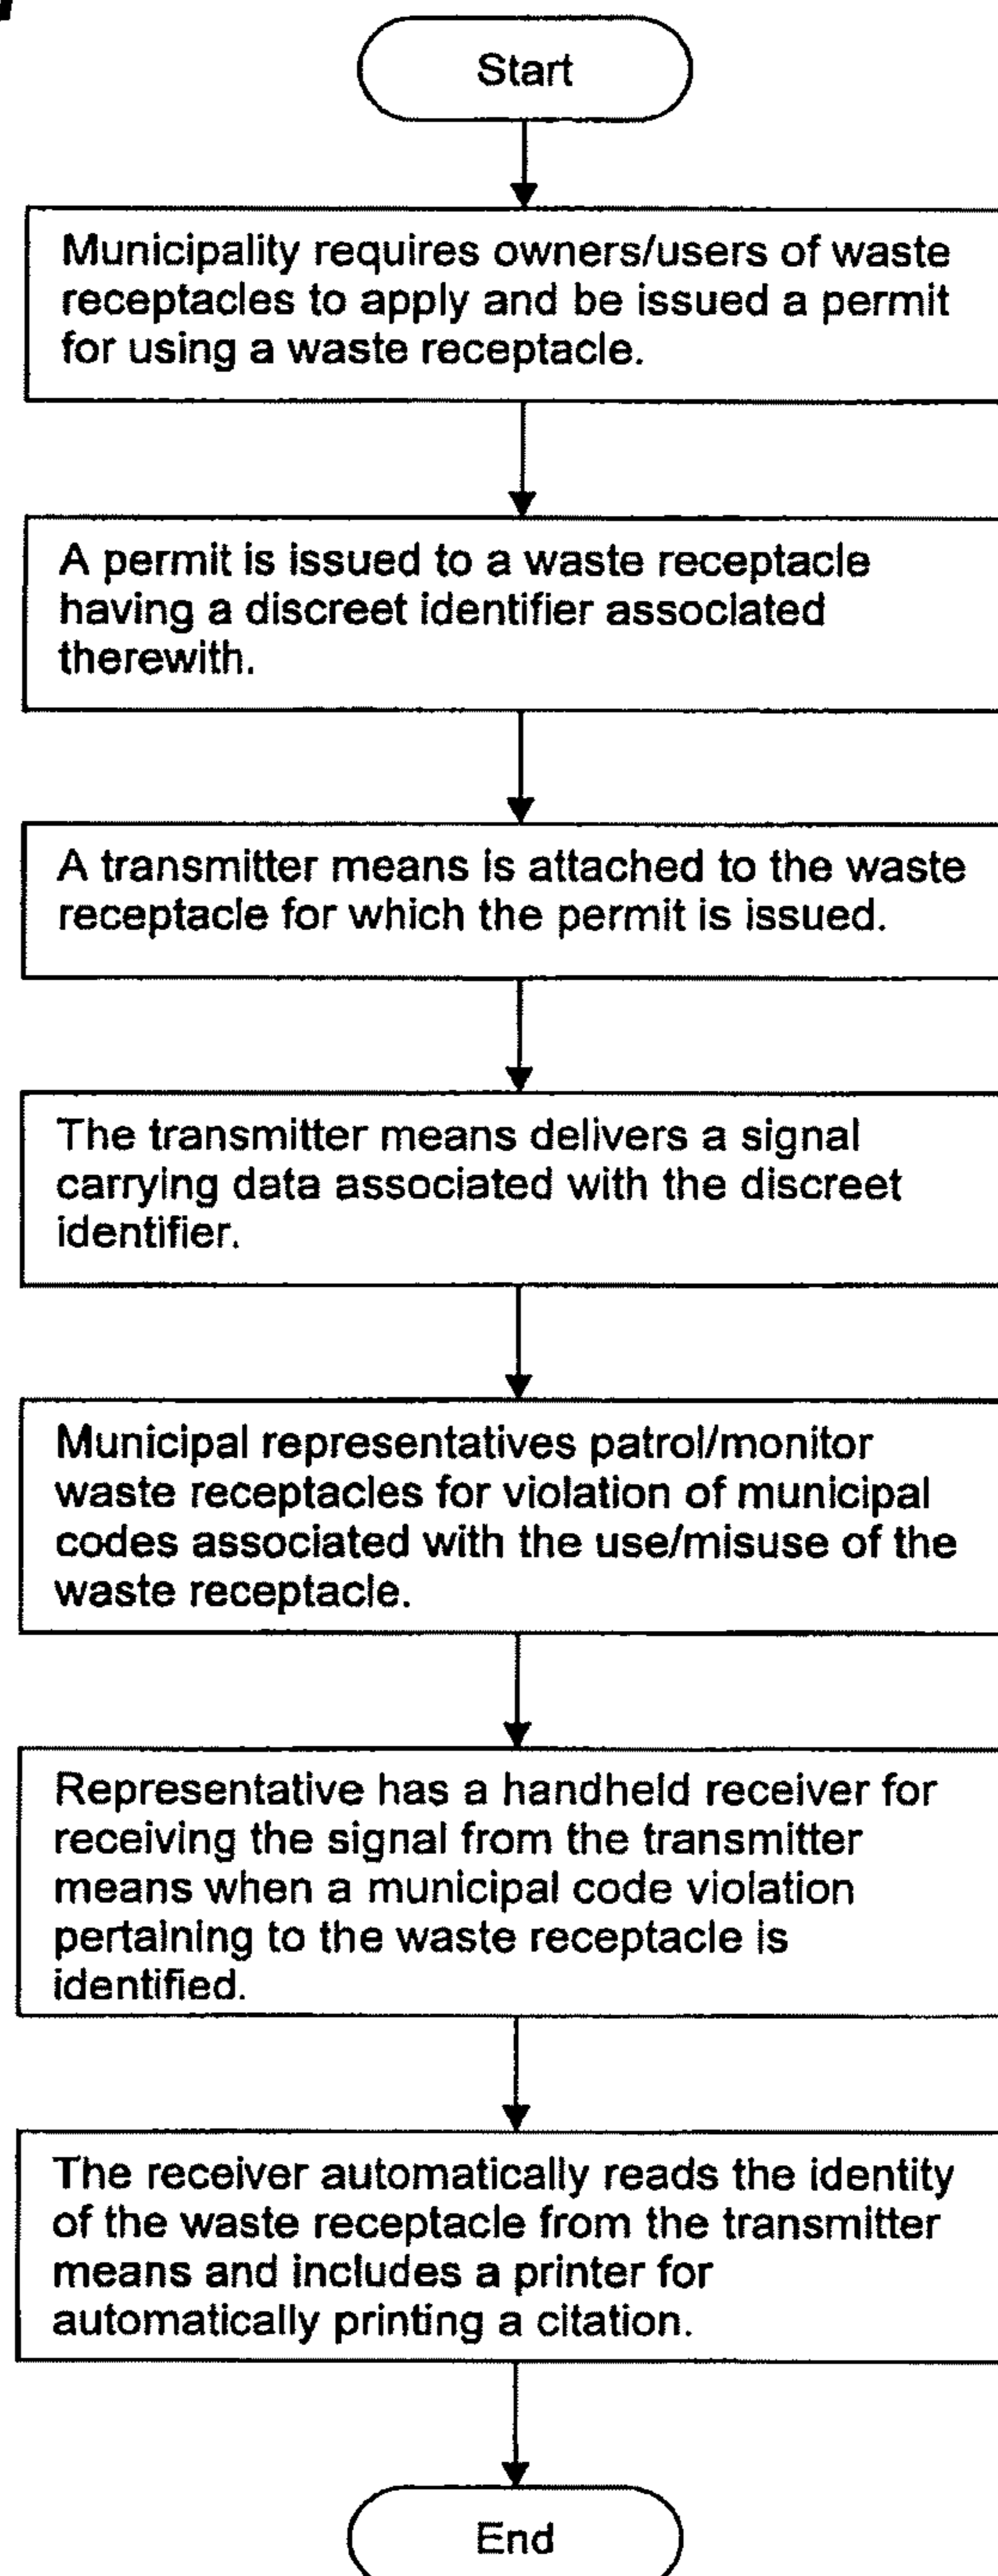 Start
Municipality requires owners/users of waste
receptacles to apply and be issued a permit
for using a waste receptacle.
A permit is issued to a waste receptacle
having a discreet identifier associated
therewith.
A transmitter means is attached to the waste
receptacle for which the permit is issued.
The transmitter means delivers a signal
carrying data associated with the discreet
identifier.
Municipal representatives patrol/monitor
waste receptacles for violation of municipal
codes associated with the use/misuse of the
waste receptacle.
Representative has a handheld receiver for
receiving the signal from the transmitter
means when a municipal code violation
pertaining to the waste receptacle is
identified.
The receiver automatically reads the identity
of the waste receptacle from the transmitter
means and includes a printer for
automatically printing a citation.
End